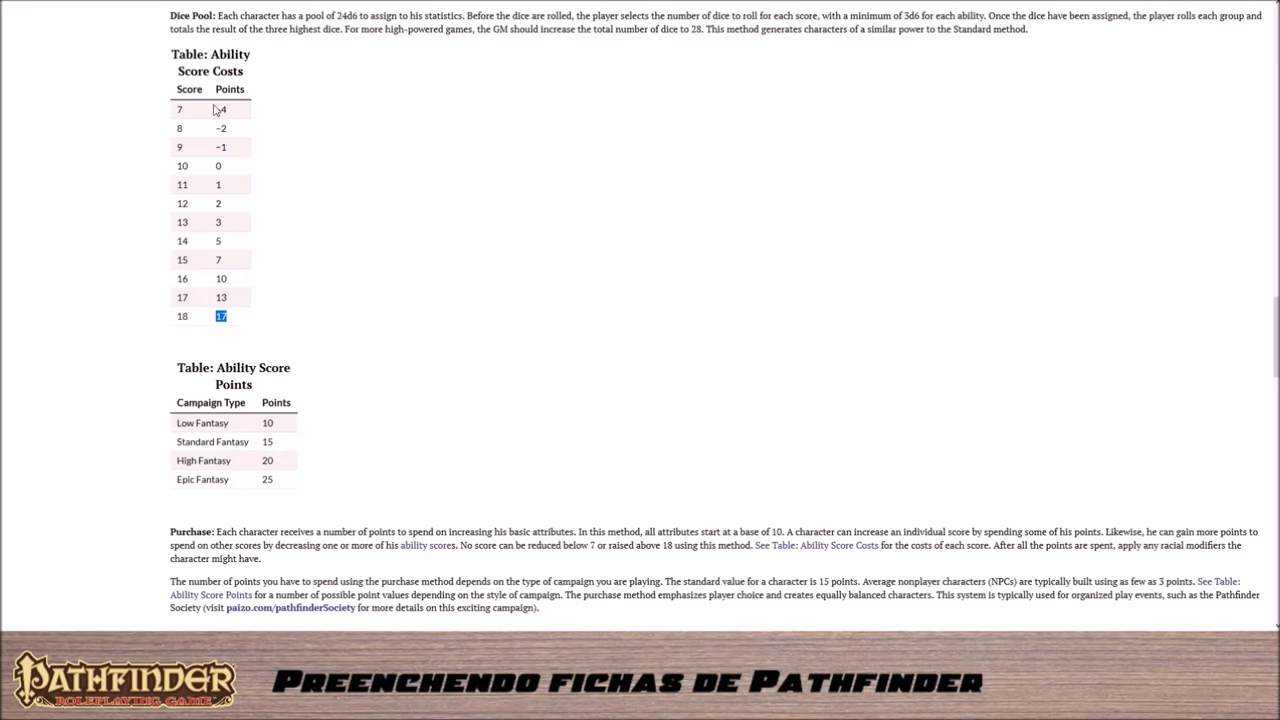 Dice Pool: Each character has a pool of 24d6 to assign to his statistics. Before the dice are rolled, the player selects the number of dice to roll for each score, with a minimum of 3d6 for each ability. Once the dice have been assigned, the player rolls each group and
totals the result of the three highest dice. For more high-powered games, the GM should increase the total number of dice to 28. This method generates characters of a similar power to the Standard method.
Table: Ability
Score Costs
Score Points
7 –4
8 –2
9 –1
10 0
11 1
12 2
13 3
14 5
15 7
16 10
17 13
18 17
Table: Ability Score
Points
Campaign Type Points
Low Fantasy 10
Standard Fantasy 15
High Fantasy 20
Epic Fantasy 25
Purchase: Each character receives a number of points to spend on increasing his basic attributes. In this method, all attributes start at a base of 10. A character can increase an individual score by spending some of his points. Likewise, he can gain more points to
spend on other scores by decreasing one or more of his ability scores. No score can be reduced below 7 or raised above 18 using this method. See Table: Ability Score Costs for the costs of each score. After all the points are spent, apply any racial modifiers the
character might have.
The number of points you have to spend using the purchase method depends on the type of campaign you are playing. The standard value for a character is 15 points. Average nonplayer characters (NPCs) are typically built using as few as 3 points. See Table:
Ability Score Points for a number of possible point values depending on the style of campaign. The purchase method emphasizes player choice and creates equally balanced characters. This system is typically used for organized play events, such as the Pathfinder
Society (visit paizo.com/pathfinderSociety for more details on this exciting campaign).
PATHFINDER
ROLEPLAYING GAME
PREENCHENDO FICHAS DE PATHFINDER